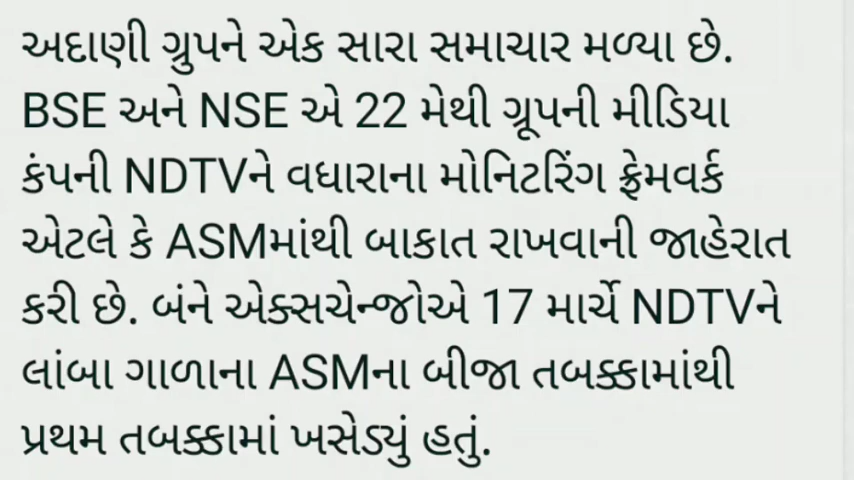 અદાણી ગ્રુપને એક સારા સમાચાર મળ્યા છે.
BSE અને NSE એ 22 મેથી ગ્રૂપની મીડિયા
કંપની NDTVને વધારાના મોનિટરિંગ ફ્રેમવર્ક
એટલે કે ASMમાંથી બાકાત રાખવાની જાહેરાત
કરી છે. બંને એક્સચેન્જોએ 17 માર્ચે NDTVને
લાંબા ગાળાના ASMના બીજા તબક્કામાંથી
પ્રથમ તબક્કામાં ખસેડ્યું હતું.